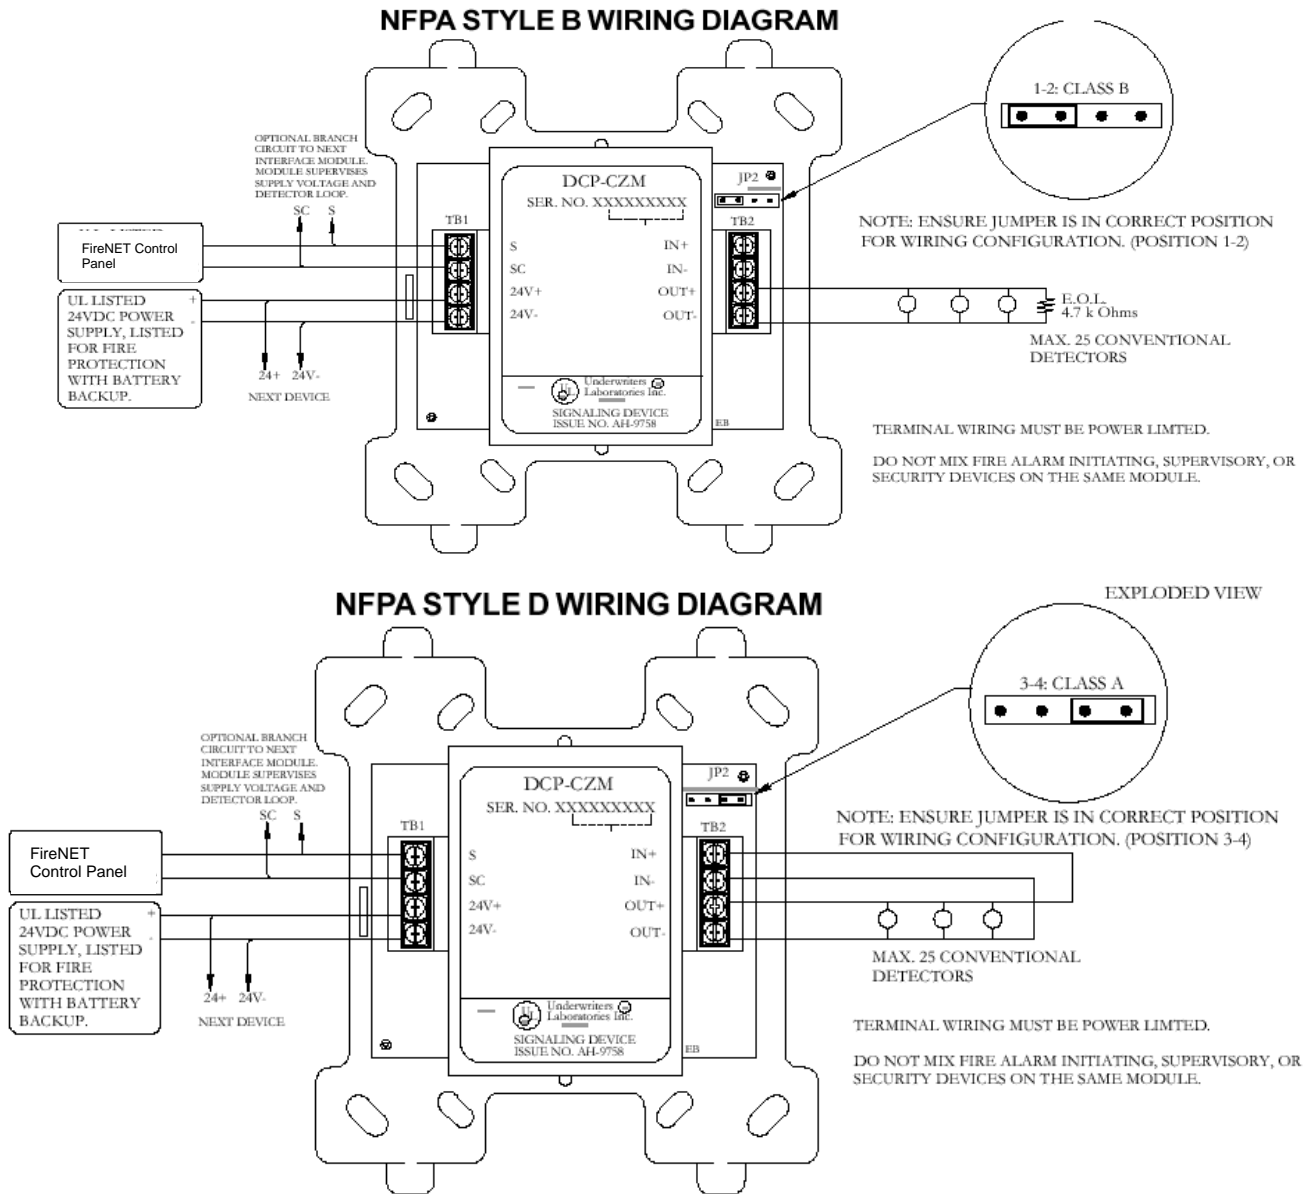 NFPA STYLE B WIRING DIAGRAM
1-2: CLASS B
OPTIONAL BRANCH
CIRCUIT TO NEXT
INTERFACE MODULE.
MODULE SUPERVISES
SUPPLY VOLTAGE AND
DETECTOR LOOP.
SC S
DCP-CZM
SER. NO. XXXXXXXXX
JP2
TB1
TB2
NOTE: ENSURE JUMPER IS IN CORRECT POSITION
FOR WIRING CONFIGURATION. (POSITION 1-2)
FireNET Control
Panel
S
SC
24V+
24V-
IN+
IN-
OUT+
OUT-
UL LISTED +
24VDC POWER -
SUPPLY, LISTED
FOR FIRE
PROTECTION
WITH BATTERY
BACKUP.
24+ 24V-
NEXT DEVICE
E.O.L.
4.7 k Ohms
MAX. 25 CONVENTIONAL
DETECTORS
UL
Underwriters
Laboratories Inc.
SIGNALING DEVICE
ISSUE NO. AH-9758
EB
TERMINAL WIRING MUST BE POWER LIMTED.
DO NOT MIX FIRE ALARM INITIATING, SUPERVISORY, OR
SECURITY DEVICES ON THE SAME MODULE.
NFPA STYLE D WIRING DIAGRAM
EXPLODED VIEW
3-4: CLASS A
OPTIONAL BRANCH
CIRCUIT TO NEXT
INTERFACE MODULE.
MODULE SUPERVISES
SUPPLY VOLTAGE AND
DETECTOR LOOP.
SC S
DCP-CZM
SER. NO. XXXXXXXXX
JP2
TB1
TB2
NOTE: ENSURE JUMPER IS IN CORRECT POSITION
FOR WIRING CONFIGURATION. (POSITION 3-4)
FireNET
Control Panel
S
SC
24V+
24V-
IN+
IN-
OUT+
OUT-
UL LISTED +
24VDC POWER -
SUPPLY, LISTED
FOR FIRE
PROTECTION
WITH BATTERY
BACKUP.
24+ 24V-
NEXT DEVICE
MAX. 25 CONVENTIONAL
DETECTORS
UL
Underwriters
Laboratories Inc.
SIGNALING DEVICE
ISSUE NO. AH-9758
EB
TERMINAL WIRING MUST BE POWER LIMTED.
DO NOT MIX FIRE ALARM INITIATING, SUPERVISORY, OR
SECURITY DEVICES ON THE SAME MODULE.